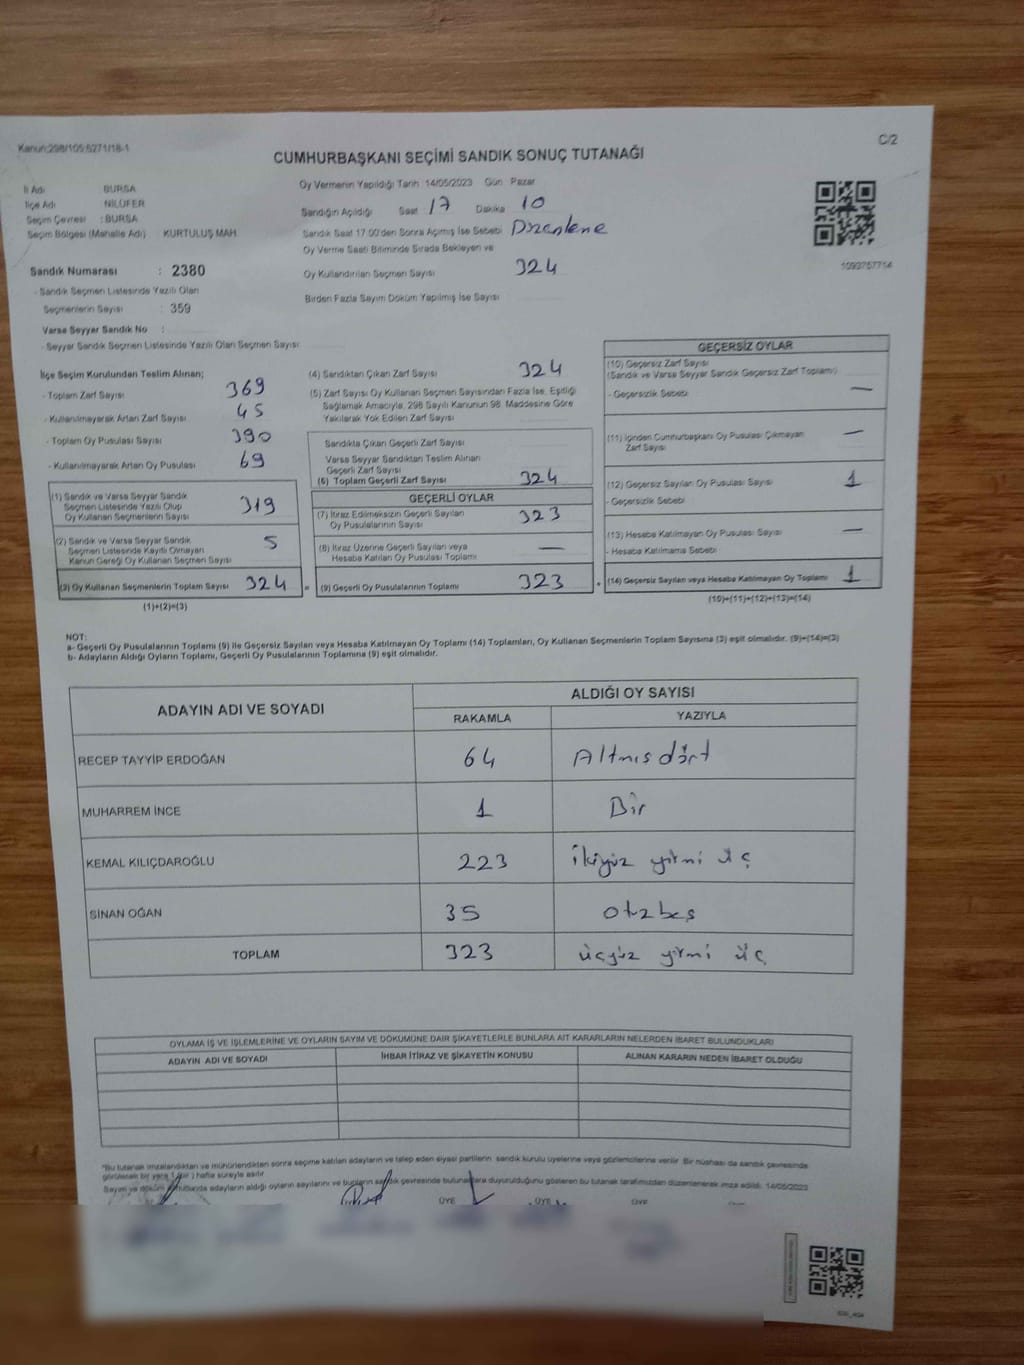 Kanun:298/105;6271/18-1
C/2
CUMHURBAŞKANI SEÇİMİ SANDIK SONUÇ TUTANAĞI
İl Adı : BURSA
İlçe Adı : NİLÜFER
Seçim Çevresi : BURSA
Seçim Bölgesi (Mahalle Adı) : KURTULUŞ MAH
Oy Vermenin Yapıldığı Tarih :14/05/2023 Gün Pazar
Sandığın Açıldığı Saat : 17 Dakika 10
Sandık Saat 17.00'den Sonra Açılmış İse Sebebi Düzenleme
Oy Verme Saati Bitiminde Sırada Bekleyen ve
Oy Kullandırılan Seçmen Sayısı 324
Birden Fazla Sayım Döküm Yapılmış İse Sayısı
1093757714
Sandık Numarası : 2380
- Sandık Seçmen Listesinde Yazılı Olan
Seçmenlerin Sayısı : 359
Varsa Seyyar Sandık No :
- Seyyar Sandık Seçmen Listesinde Yazılı Olan Seçmen Sayısı:
İlçe Seçim Kurulundan Teslim Alınan;
- Toplam Zarf Sayısı 369
- Kullanılmayarak Artan Zarf Sayısı 45
- Toplam Oy Pusulası Sayısı 390
- Kullanılmayarak Artan Oy Pusulası 69
(1) Sandık ve Varsa Seyyar Sandık
Seçmen Listesinde Yazılı Olup
Oy Kullanan Seçmenlerin Sayısı 319
(2) Sandık ve Varsa Seyyar Sandık
Seçmen Listesinde Kayıtlı Olmayan
Kanun Gereği Oy Kullanan Seçmen Sayısı 5
(3) Oy Kullanan Seçmenlerin Toplam Sayısı 324 =
(1)+(2)=(3)
(4) Sandıktan Çıkan Zarf Sayısı 324
(5) Zarf Sayısı Oy Kullanan Seçmen Sayısından Fazla İse, Eşitliği
Sağlamak Amacıyla, 298 Sayılı Kanunun 98. Maddesine Göre
Yakılarak Yok Edilen Zarf Sayısı
Sandıkta Çıkan Geçerli Zarf Sayısı
Varsa Seyyar Sandıktan Teslim Alınan
Geçerli Zarf Sayısı
(6) Toplam Geçerli Zarf Sayısı 324
GEÇERLİ OYLAR
(7) İtiraz Edilmeksizin Geçerli Sayılan
Oy Pusulalarının Sayısı 323
(8) İtiraz Üzerine Geçerli Sayılan veya
Hesaba Katılan Oy Pusulası Toplamı —
(9) Geçerli Oy Pusulalarının Toplamı 323 +
GEÇERSİZ OYLAR
(10) Geçersiz Zarf Sayısı
(Sandık ve Varsa Seyyar Sandık Geçersiz Zarf Toplamı)
- Geçersizlik Sebebi —
(11) İçinden Cumhurbaşkanı Oy Pusulası Çıkmayan
Zarf Sayısı —
(12) Geçersiz Sayılan Oy Pusulası Sayısı 1
- Geçersizlik Sebebi
(13) Hesaba Katılmayan Oy Pusulası Sayısı —
- Hesaba Katılmama Sebebi
(14) Geçersiz Sayılan veya Hesaba Katılmayan Oy Toplamı 1
(10)+(11)+(12)+(13)=(14)
NOT:
a- Geçerli Oy Pusulalarının Toplamı (9) ile Geçersiz Sayılan veya Hesaba Katılmayan Oy Toplamı (14) Toplamları, Oy Kullanan Seçmenlerin Toplam Sayısına (3) eşit olmalıdır. (9)+(14)=(3)
b- Adayların Aldığı Oyların Toplamı, Geçerli Oy Pusulalarının Toplamına (9) eşit olmalıdır.
ADAYIN ADI VE SOYADI
ALDIĞI OY SAYISI
RAKAMLA YAZIYLA
RECEP TAYYİP ERDOĞAN 64 Altmış dört
MUHARREM İNCE 1 Bir
KEMAL KILIÇDAROĞLU 223 ikiyüz yirmi üç
SİNAN OĞAN 35 otuzbeş
TOPLAM 323 üçyüz yirmi üç
OYLAMA İŞ VE İŞLEMLERİNE VE OYLARIN SAYIM VE DÖKÜMÜNE DAİR ŞİKAYETLERLE BUNLARA AİT KARARLARIN NELERDEN İBARET BULUNDUKLARI
ADAYIN ADI VE SOYADI İHBAR İTİRAZ VE ŞİKAYETİN KONUSU ALINAN KARARIN NEDEN İBARET OLDUĞU
*Bu tutanak imzalandıktan ve mühürlendikten sonra seçime katılan adayların ve talep eden siyasi partilerin sandık kurulu üyelerine veya gözlemcilerine verilir. Bir nüshası da sandık çevresinde
görülebilen bir yere 1 (bir) hafta süreyle asılır.
Sayım ve döküm sonucunda adayların aldığı oyların sayılarını ve bunların sandık çevresinde bulunanlara duyurulduğunu gösteren bu tutanak tarafımızdan düzenlenerek imza edildi. 14/05/2023
ÜYE ÜYE ÜYE